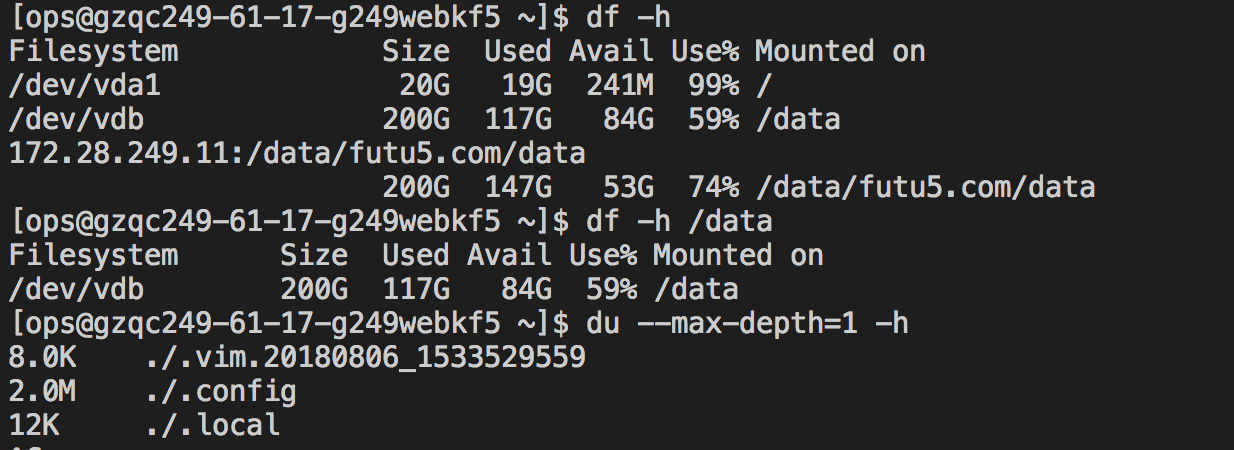 [ops@gzqc249-61-17-g249webkf5 ~]$ df -h
Filesystem            Size  Used Avail Use% Mounted on
/dev/vda1              20G   19G  241M  99% /
/dev/vdb              200G  117G   84G  59% /data
172.28.249.11:/data/futu5.com/data
                      200G  147G   53G  74% /data/futu5.com/data
[ops@gzqc249-61-17-g249webkf5 ~]$ df -h /data
Filesystem      Size  Used Avail Use% Mounted on
/dev/vdb        200G  117G   84G  59% /data
[ops@gzqc249-61-17-g249webkf5 ~]$ du --max-depth=1 -h
8.0K    ./.vim.20180806_1533529559
2.0M    ./.config
12K     ./.local